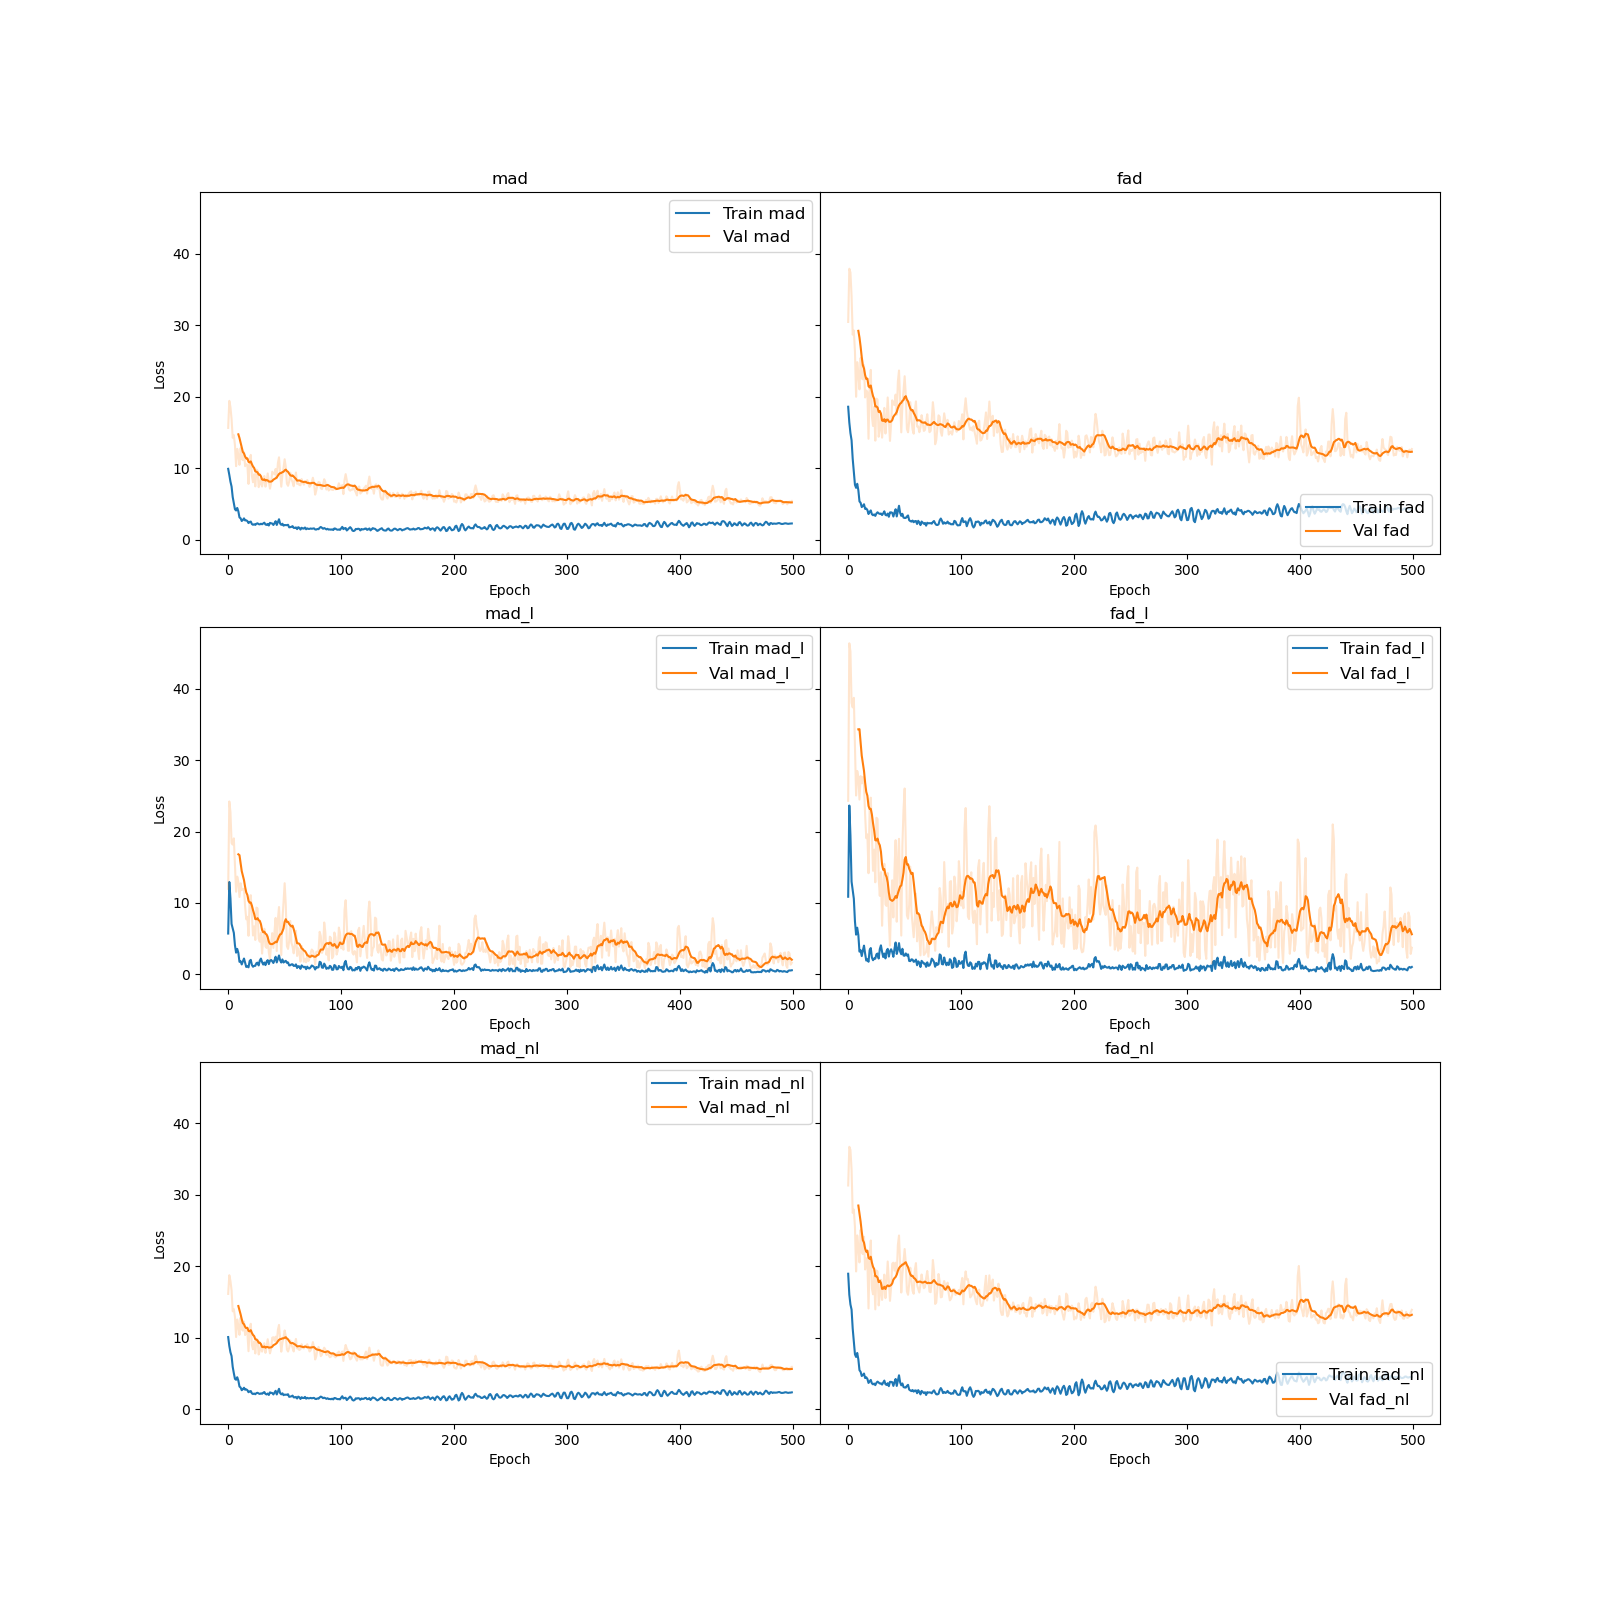 mad
fad
Train mad
Val mad
40
30
20
10
0
Loss
0 100 200 300 400 500
Epoch
Train fad
Val fad
0 100 200 300 400 500
Epoch
mad_l
fad_l
Train mad_l
Val mad_l
40
30
20
10
0
Loss
0 100 200 300 400 500
Epoch
Train fad_l
Val fad_l
0 100 200 300 400 500
Epoch
mad_nl
fad_nl
Train mad_nl
Val mad_nl
40
30
20
10
0
Loss
0 100 200 300 400 500
Epoch
Train fad_nl
Val fad_nl
0 100 200 300 400 500
Epoch